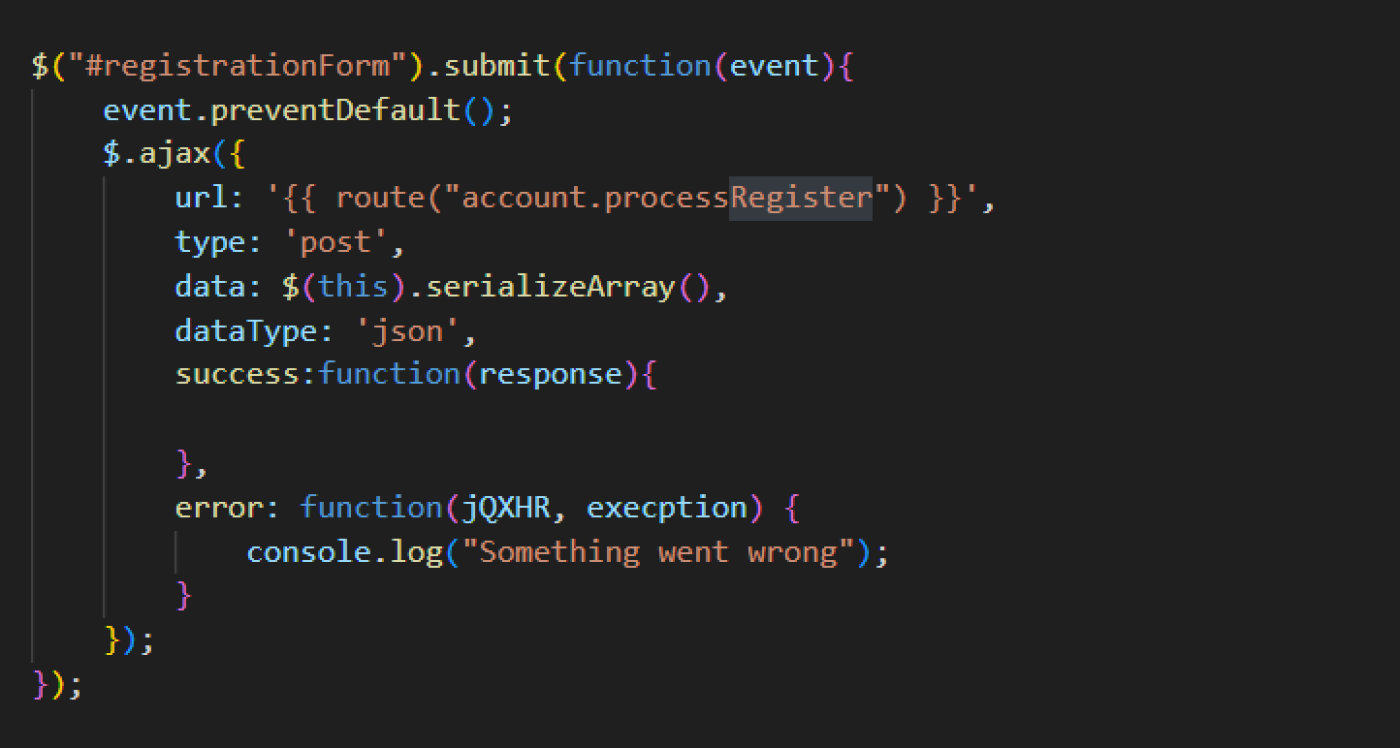 $("#registrationForm").submit(function(event){
    event.preventDefault();
    $.ajax({
        url: '{{ route("account.processRegister") }}',
        type: 'post',
        data: $(this).serializeArray(),
        dataType: 'json',
        success:function(response){

        },
        error: function(jQXHR, execption) {
            console.log("Something went wrong");
        }
    });
});